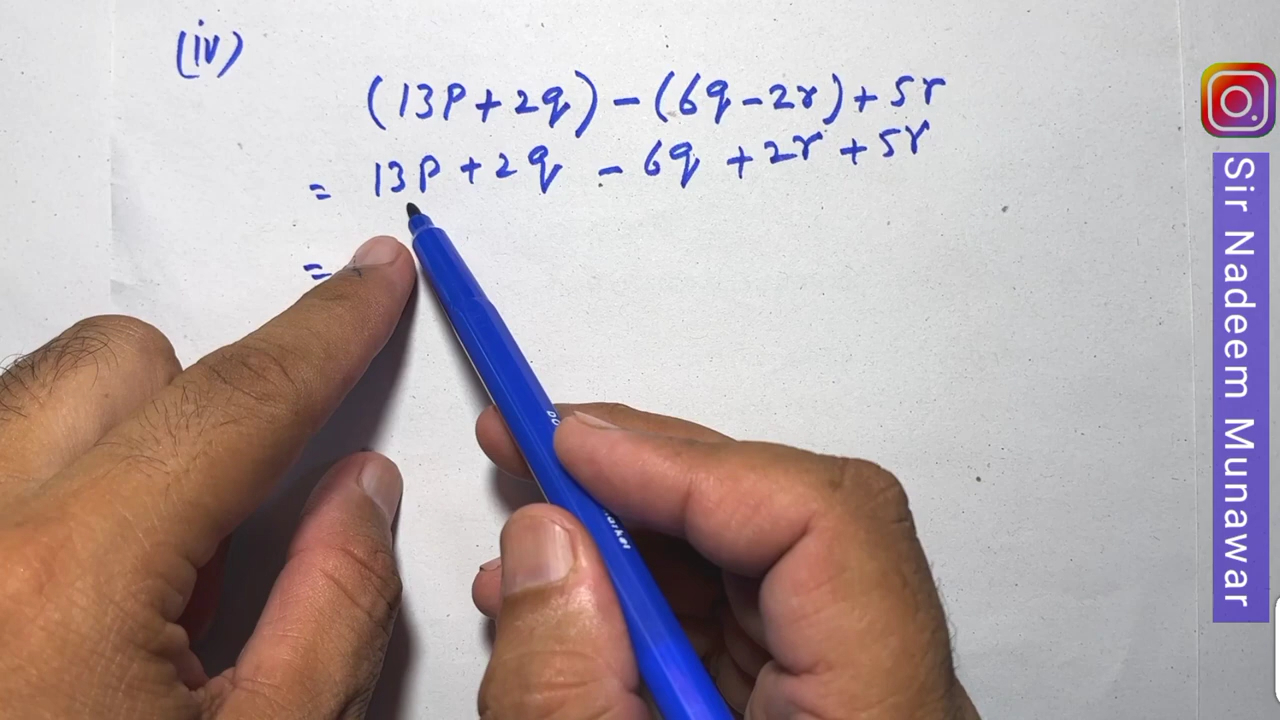 (iv)
(13p+2q) - (6q-2r) + 5r
= 13p + 2q - 6q + 2r + 5r
=
Sir Nadeem Munawar